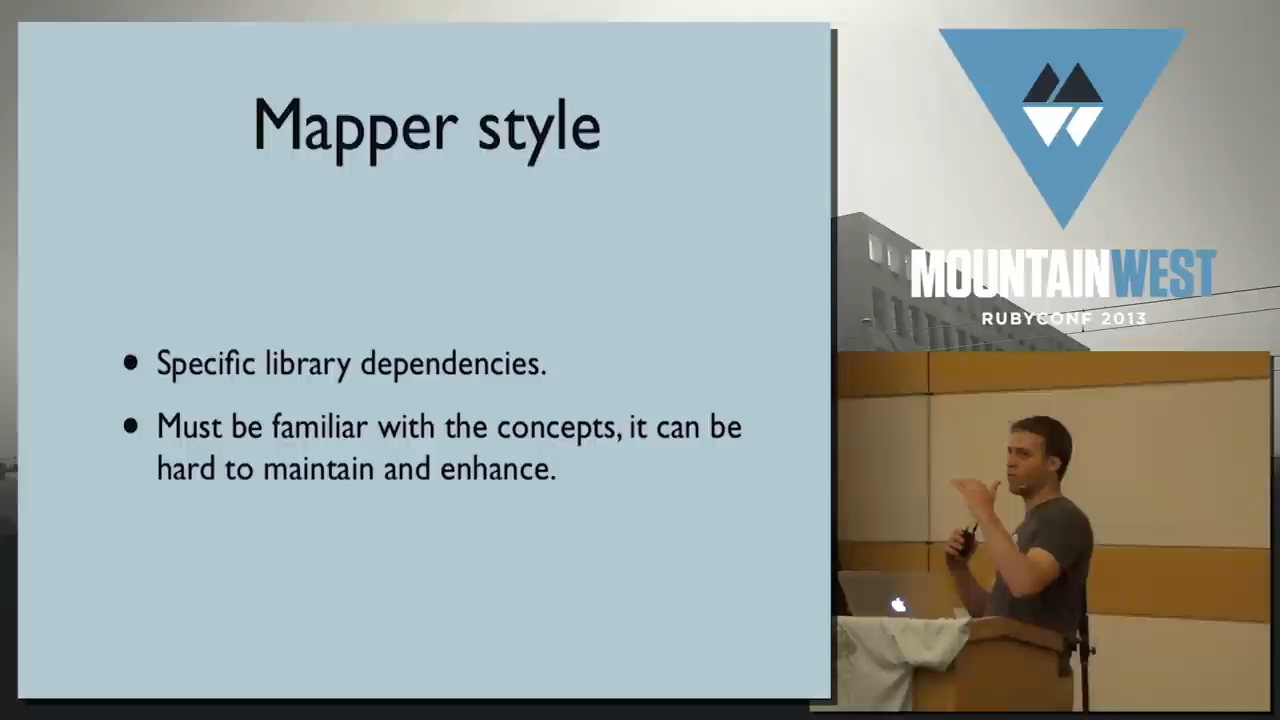 Mapper style
• Specific library dependencies.
• Must be familiar with the concepts, it can be
hard to maintain and enhance.
MOUNTAINWEST
RUBYCONF 2013